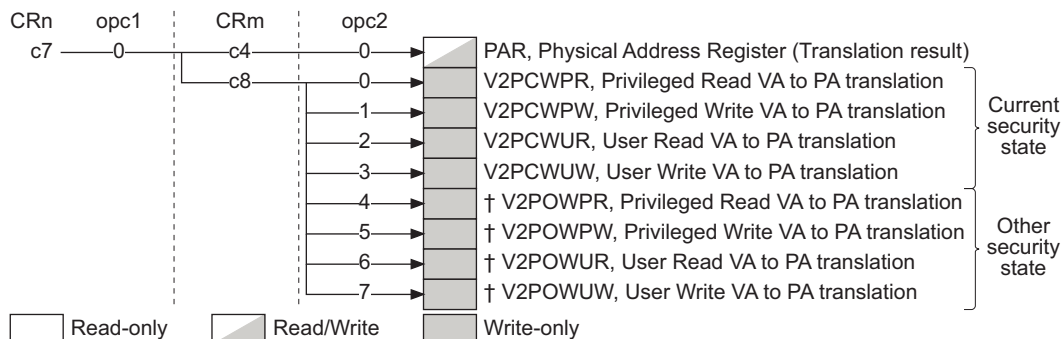 CRn opc1 CRm opc2
c7 0 c4 0 PAR, Physical Address Register (Translation result)
c8 0 V2PCWPR, Privileged Read VA to PA translation
1 V2PCWPW, Privileged Write VA to PA translation
2 V2PCWUR, User Read VA to PA translation
3 V2PCWUW, User Write VA to PA translation
Current
security
state
4 † V2POWPR, Privileged Read VA to PA translation
5 † V2POWPW, Privileged Write VA to PA translation
6 † V2POWUR, User Read VA to PA translation
7 † V2POWUW, User Write VA to PA translation
Other
security
state
Read-only Read/Write Write-only